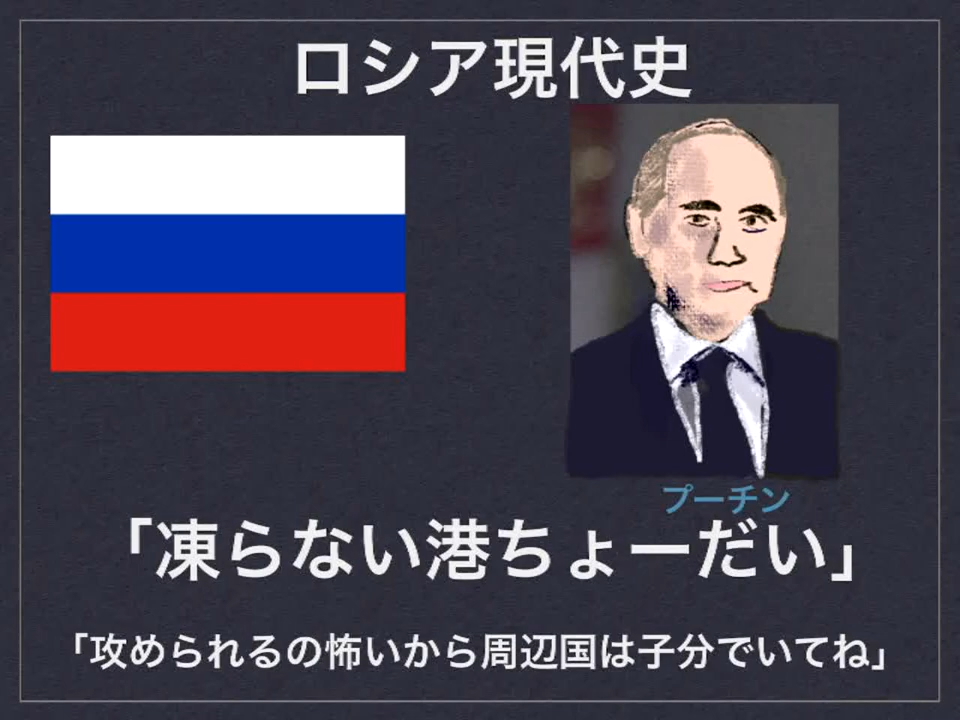 ロシア現代史
プーチン
「凍らない港ちょーだい」
「攻められるの怖いから周辺国は子分でいてね」